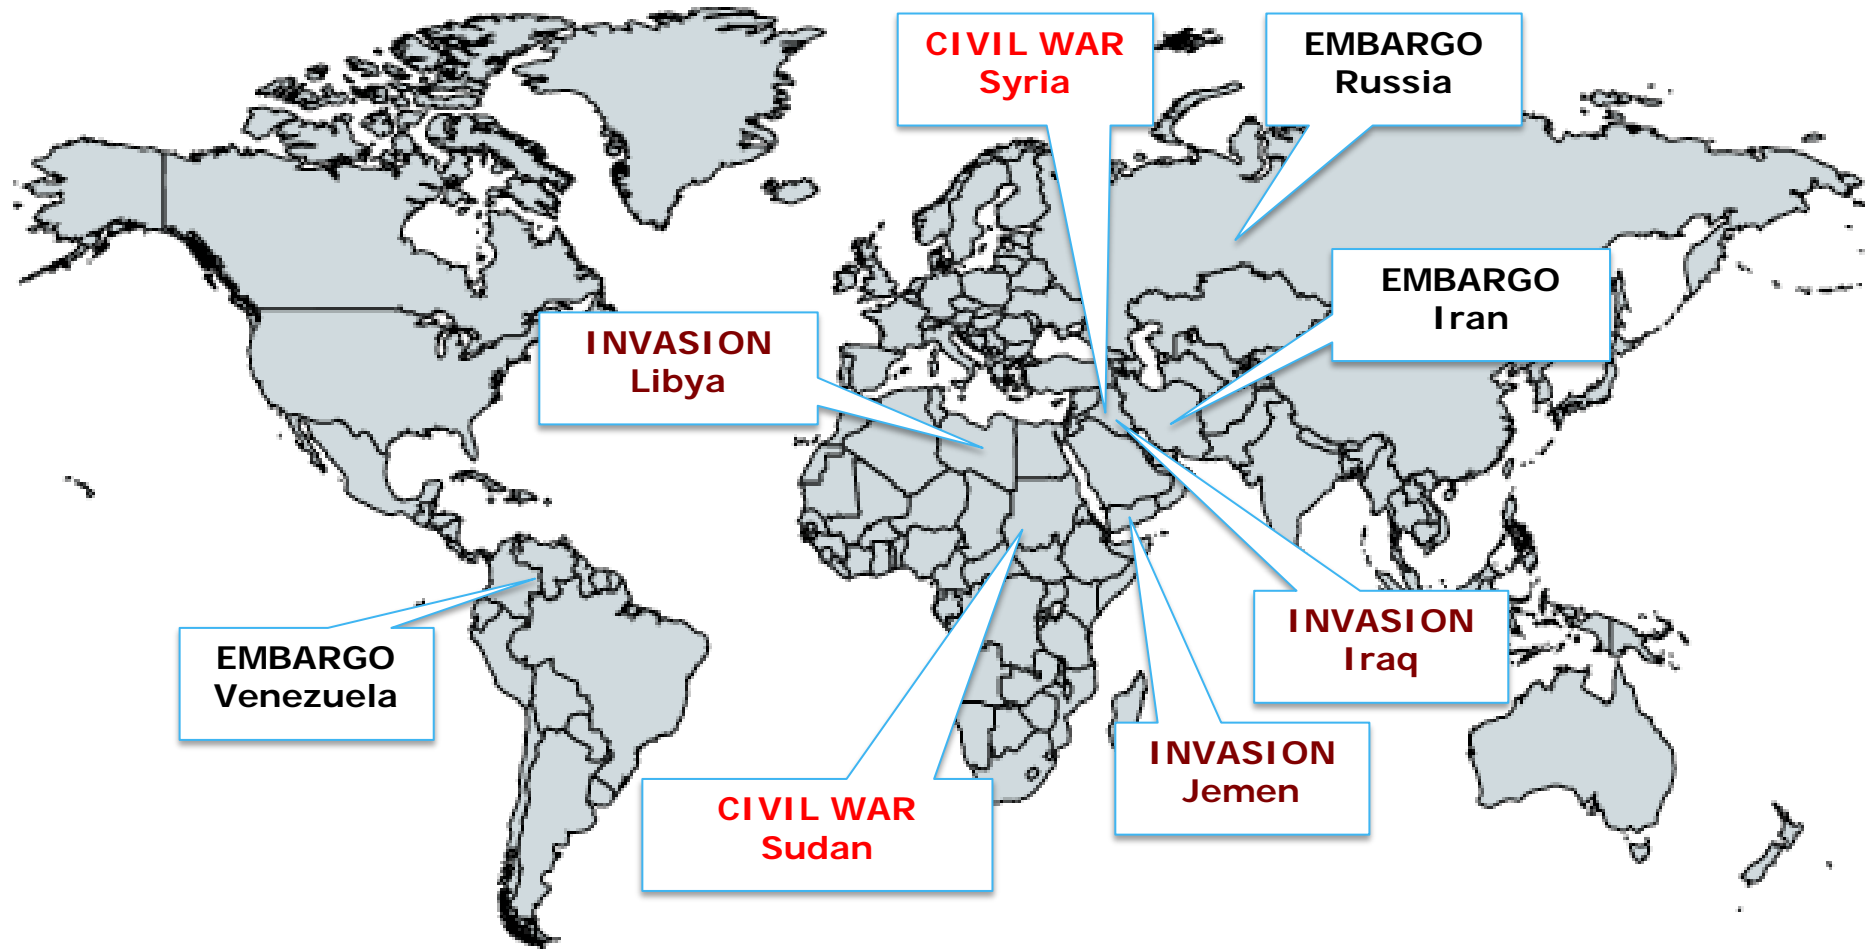 CIVIL WAR
Syria
EMBARGO
Russia
EMBARGO
Iran
INVASION
Libya
INVASION
Iraq
EMBARGO
Venezuela
INVASION
Jemen
CIVIL WAR
Sudan